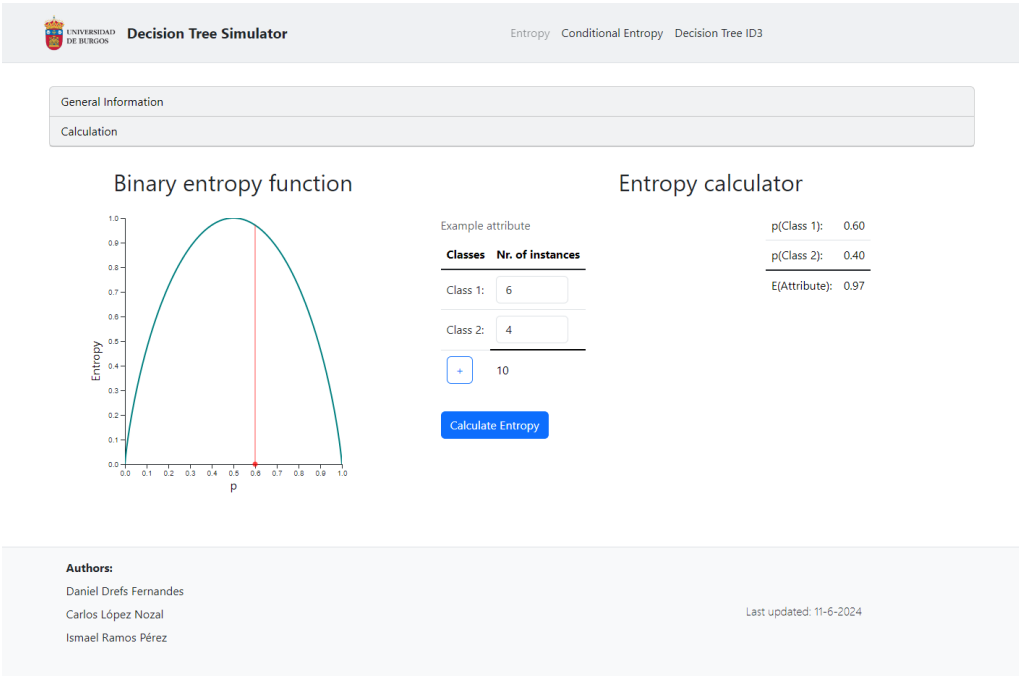 UNIVERSIDAD
DE BURGOS
Decision Tree Simulator
Entropy Conditional Entropy Decision Tree ID3
General Information
Calculation
Binary entropy function
Entropy
1.0
0.9
0.8
0.7
0.6
0.5
0.4
0.3
0.2
0.1
0.0
0.0 0.1 0.2 0.3 0.4 0.5 0.6 0.7 0.8 0.9 1.0
p
Entropy calculator
Example attribute
Classes Nr. of instances
Class 1: 6
Class 2: 4
+ 10
Calculate Entropy
p(Class 1): 0.60
p(Class 2): 0.40
E(Attribute): 0.97
Authors:
Daniel Drefs Fernandes
Carlos López Nozal
Ismael Ramos Pérez
Last updated: 11-6-2024